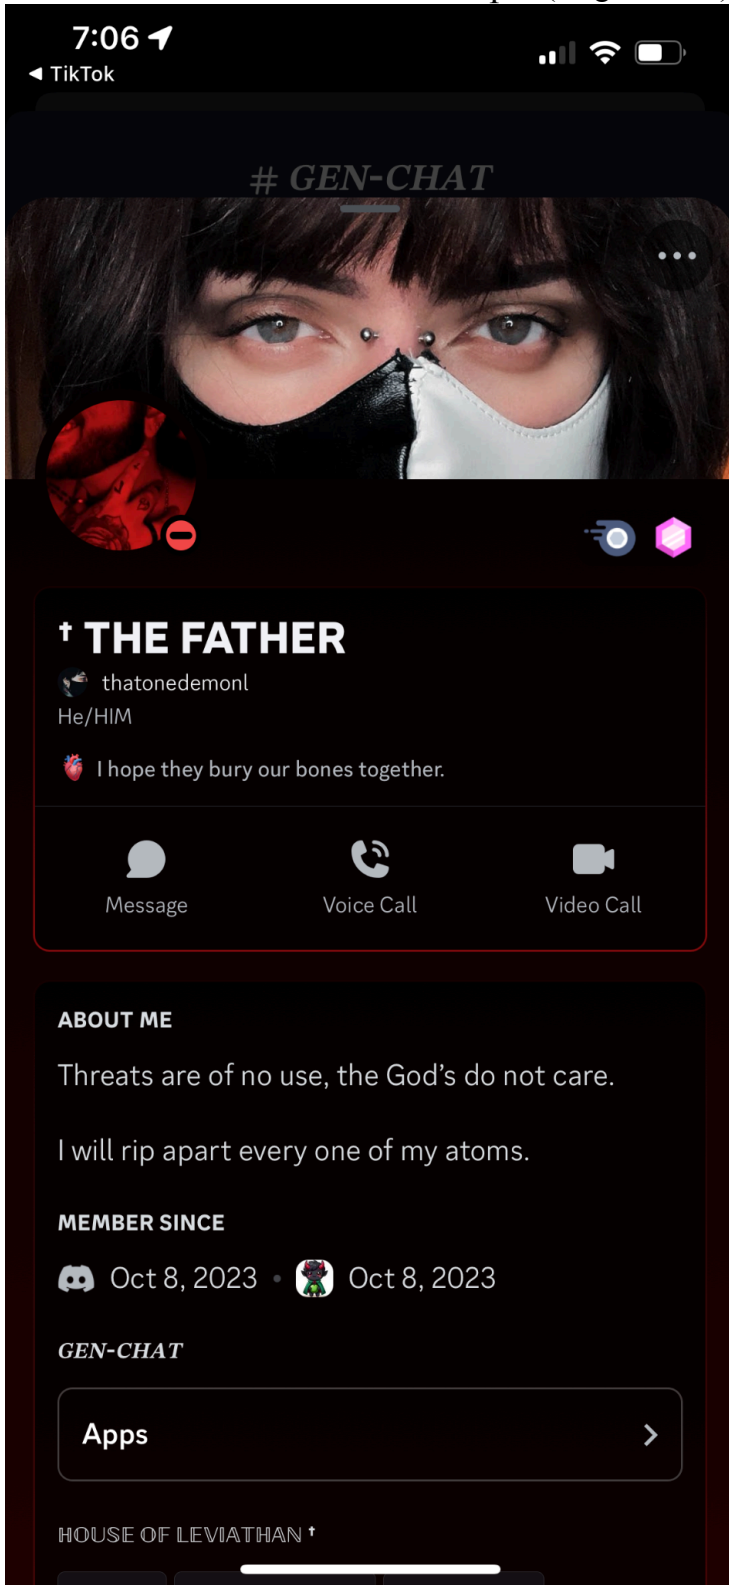 7:06
◀ TikTok
# GEN-CHAT
† THE FATHER
thatonedemonl
He/HIM
🫀 I hope they bury our bones together.
Message
Voice Call
Video Call
ABOUT ME
Threats are of no use, the God’s do not care.
I will rip apart every one of my atoms.
MEMBER SINCE
Oct 8, 2023 • Oct 8, 2023
GEN-CHAT
Apps
ℍ𝕆𝕌𝕊𝔼 𝕆𝔽 𝕃𝔼𝕍𝕀𝔸𝕋ℍ𝔸ℕ †